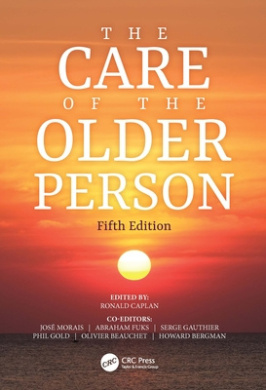 THE
CARE
OF THE
OLDER
PERSON
Fifth Edition
EDITED BY:
RONALD CAPLAN
CO-EDITORS:
JOSÉ MORAIS | ABRAHAM FUKS | SERGE GAUTHIER
PHIL GOLD | OLIVIER BEAUCHET | HOWARD BERGMAN
CRC
CRC Press
Taylor & Francis Group